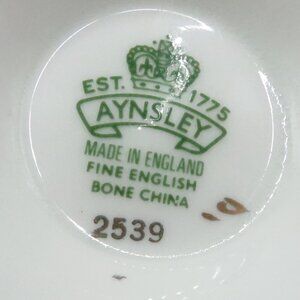 EST. 1775
AYNSLEY
MADE IN ENGLAND
FINE ENGLISH
BONE CHINA
2539